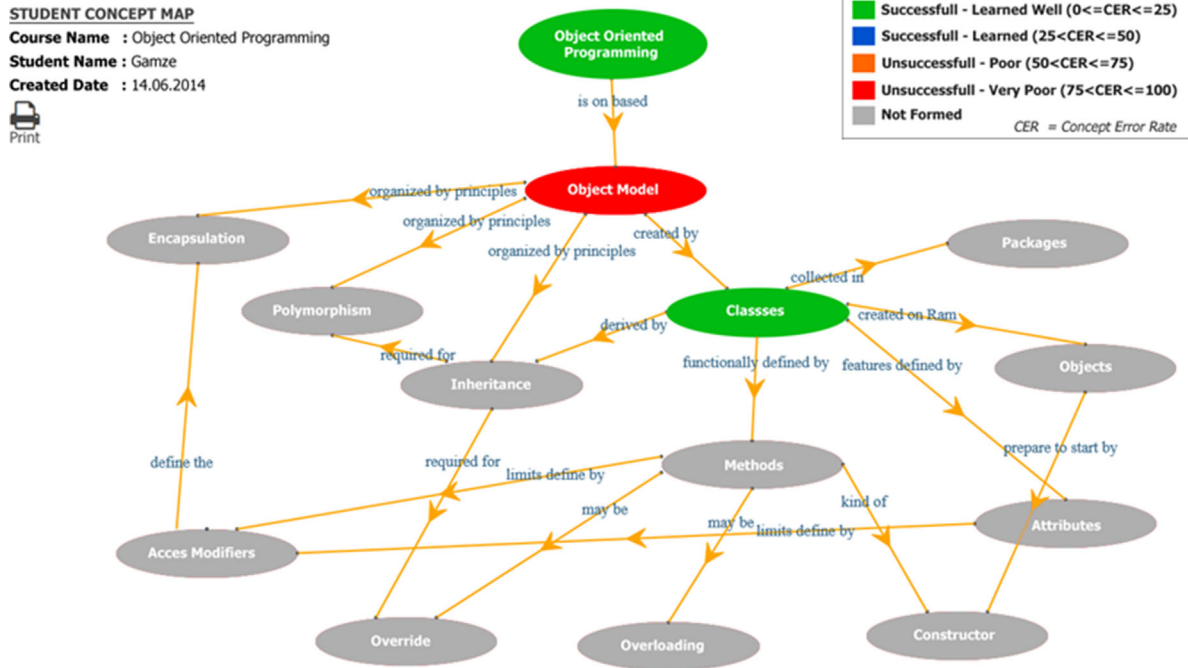 STUDENT CONCEPT MAP
Course Name : Object Oriented Programming
Student Name : Gamze
Created Date : 14.06.2014
Print
Successfull - Learned Well (0<=CER<=25)
Successfull - Learned (25<CER<=50)
Unsuccessfull - Poor (50<CER<=75)
Unsuccessfull - Very Poor (75<CER<=100)
Not Formed
CER = Concept Error Rate
Object Oriented
Programming
is on based
Object Model
organized by principles
organized by principles
organized by principles
created by
Encapsulation
Packages
collected in
Polymorphism
Classses
created on Ram
derived by
required for
functionally defined by
features defined by
Inheritance
Objects
define the
required for
limits define by
Methods
prepare to start by
kind of
may be
may be
limits define by
Attributes
Acces Modifiers
Override
Overloading
Constructor